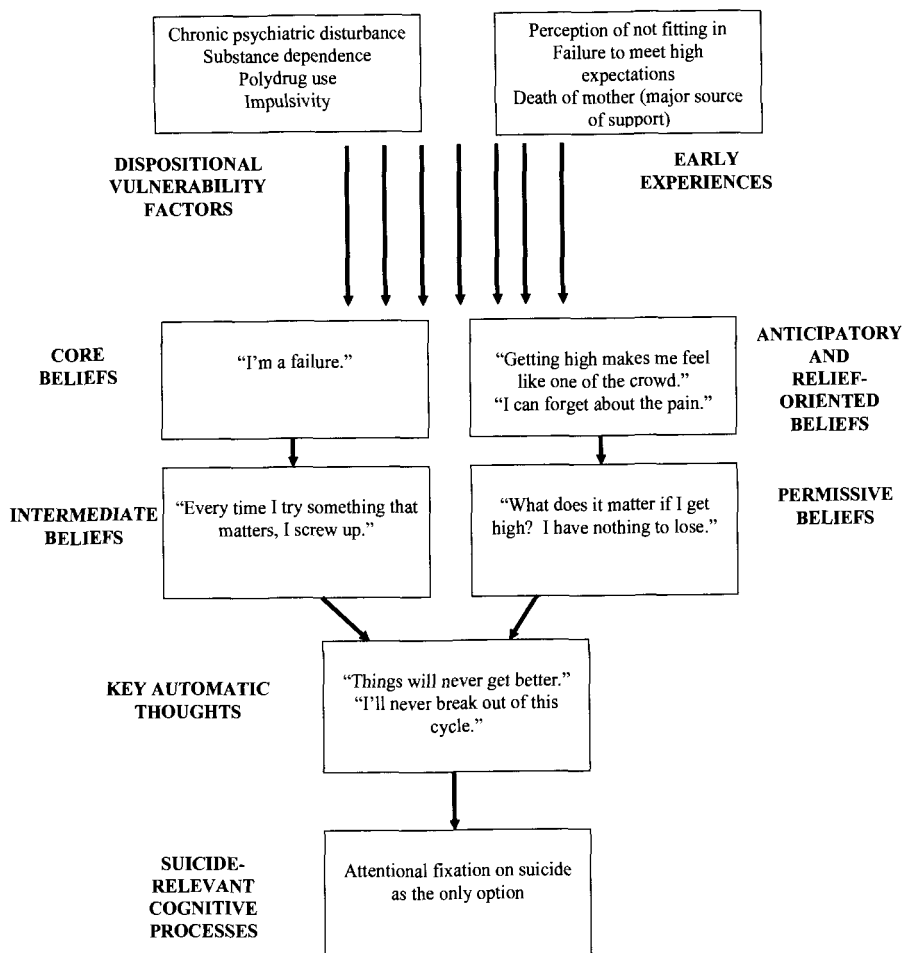 Chronic psychiatric disturbance
Substance dependence
Polydrug use
Impulsivity
Perception of not fitting in
Failure to meet high
expectations
Death of mother (major source
of support)
DISPOSITIONAL
VULNERABILITY
FACTORS
EARLY
EXPERIENCES
CORE
BELIEFS
"I'm a failure."
"Getting high makes me feel
like one of the crowd."
"I can forget about the pain."
ANTICIPATORY
AND
RELIEF-
ORIENTED
BELIEFS
INTERMEDIATE
BELIEFS
"Every time I try something that
matters, I screw up."
"What does it matter if I get
high? I have nothing to lose."
PERMISSIVE
BELIEFS
KEY AUTOMATIC
THOUGHTS
"Things will never get better."
"I'll never break out of this
cycle."
SUICIDE-
RELEVANT
COGNITIVE
PROCESSES
Attentional fixation on suicide
as the only option